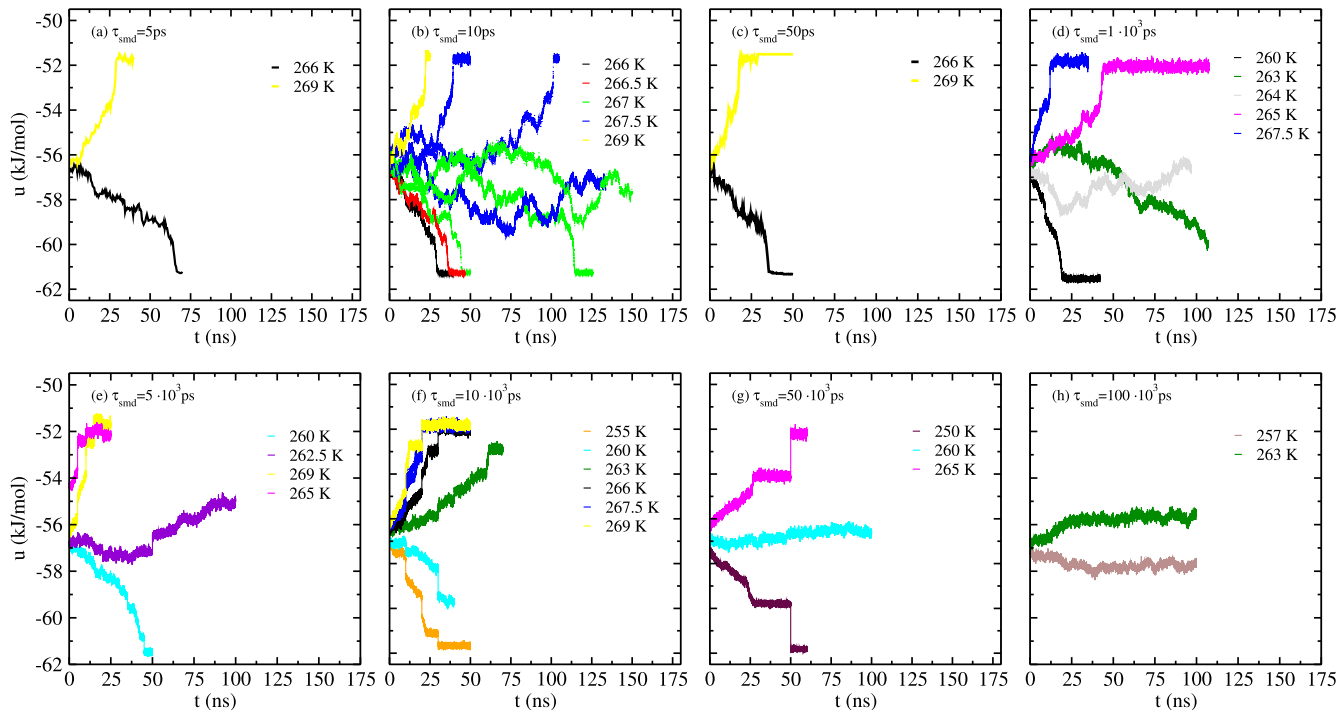 (a) τsmd=5ps
266 K
269 K
(b) τsmd=10ps
266 K
266.5 K
267 K
267.5 K
269 K
(c) τsmd=50ps
266 K
269 K
(d) τsmd=1 ·10³ps
260 K
263 K
264 K
265 K
267.5 K
u (kJ/mol)
-50
-52
-54
-56
-58
-60
-62
0 25 50 75 100 125 150 175
0 25 50 75 100 125 150 175
0 25 50 75 100 125 150 175
0 25 50 75 100 125 150 175
t (ns) t (ns) t (ns) t (ns)
(e) τsmd=5 ·10³ps
260 K
262.5 K
269 K
265 K
(f) τsmd=10 ·10³ps
255 K
260 K
263 K
266 K
267.5 K
269 K
(g) τsmd=50 ·10³ps
250 K
260 K
265 K
(h) τsmd=100 ·10³ps
257 K
263 K
u (kJ/mol)
-50
-52
-54
-56
-58
-60
-62
0 25 50 75 100 125 150 175
0 25 50 75 100 125 150 175
0 25 50 75 100 125 150 175
0 25 50 75 100 125 150 175
t (ns) t (ns) t (ns) t (ns)